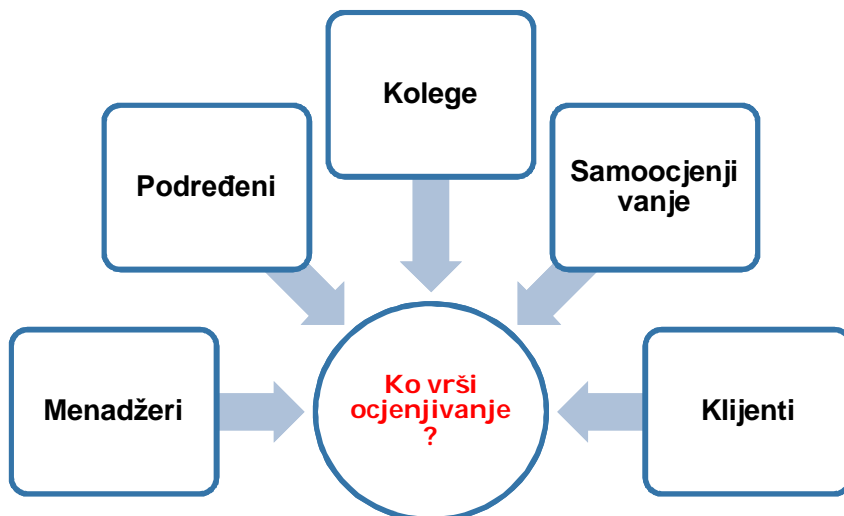 Kolege
Podređeni
Samoocjenji
vanje
Menadžeri
Ko vrši
ocjenjivanje
?
Klijenti